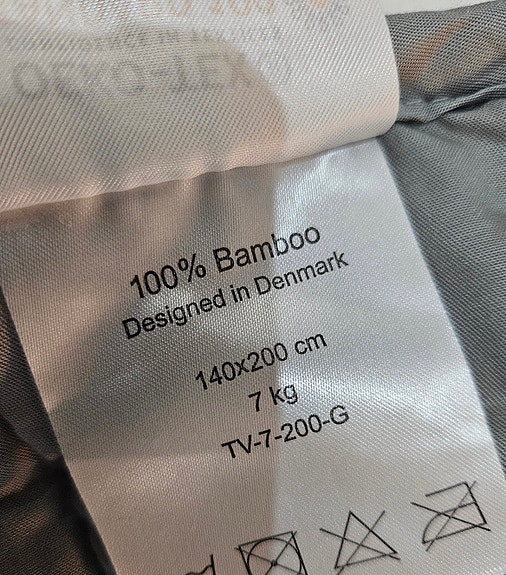 100% Bamboo
Designed in Denmark
140x200 cm
7 kg
TV-7-200-G